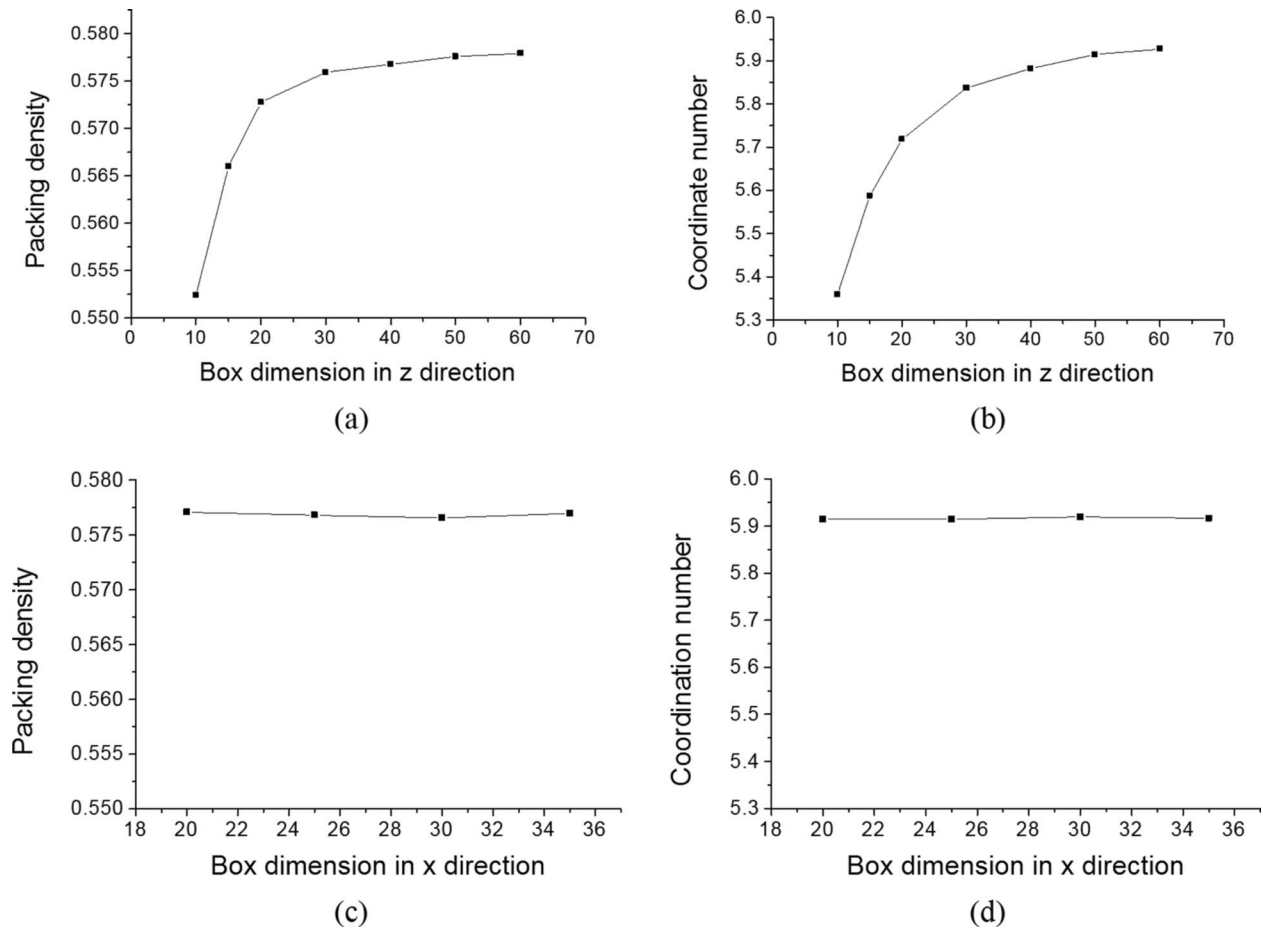 0.580
0.575
0.570
0.565
0.560
0.555
0.550
Packing density
0 10 20 30 40 50 60 70
Box dimension in z direction
(a)
6.0
5.9
5.8
5.7
5.6
5.5
5.4
5.3
Coordinate number
0 10 20 30 40 50 60 70
Box dimension in z direction
(b)
0.580
0.575
0.570
0.565
0.560
0.555
0.550
Packing density
18 20 22 24 26 28 30 32 34 36
Box dimension in x direction
(c)
6.0
5.9
5.8
5.7
5.6
5.5
5.4
5.3
Coordination number
18 20 22 24 26 28 30 32 34 36
Box dimension in x direction
(d)